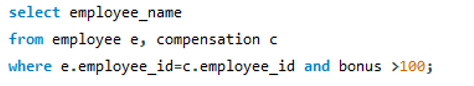 select employee_name
from employee e, compensation c
where e.employee_id=c.employee_id and bonus >100;